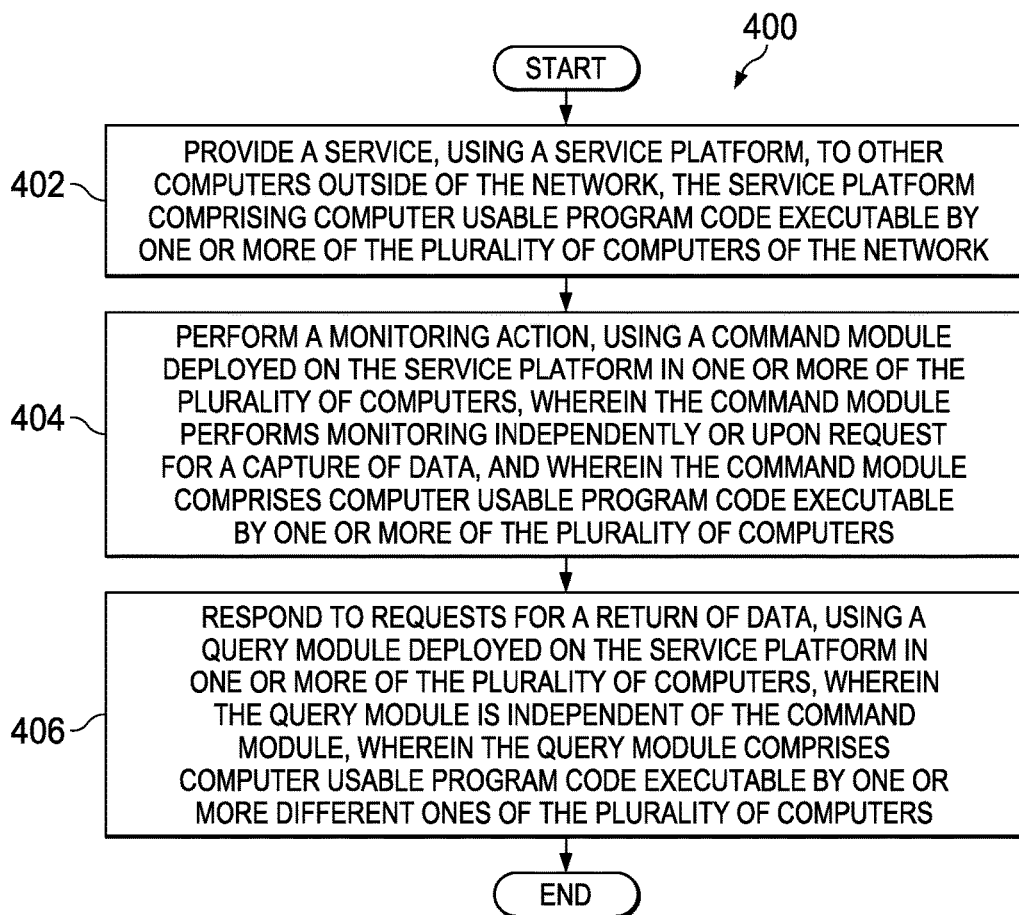 400
START
402
PROVIDE A SERVICE, USING A SERVICE PLATFORM, TO OTHER
COMPUTERS OUTSIDE OF THE NETWORK, THE SERVICE PLATFORM
COMPRISING COMPUTER USABLE PROGRAM CODE EXECUTABLE BY
ONE OR MORE OF THE PLURALITY OF COMPUTERS OF THE NETWORK
404
PERFORM A MONITORING ACTION, USING A COMMAND MODULE
DEPLOYED ON THE SERVICE PLATFORM IN ONE OR MORE OF THE
PLURALITY OF COMPUTERS, WHEREIN THE COMMAND MODULE
PERFORMS MONITORING INDEPENDENTLY OR UPON REQUEST
FOR A CAPTURE OF DATA, AND WHEREIN THE COMMAND MODULE
COMPRISES COMPUTER USABLE PROGRAM CODE EXECUTABLE
BY ONE OR MORE OF THE PLURALITY OF COMPUTERS
406
RESPOND TO REQUESTS FOR A RETURN OF DATA, USING A
QUERY MODULE DEPLOYED ON THE SERVICE PLATFORM IN
ONE OR MORE OF THE PLURALITY OF COMPUTERS, WHEREIN
THE QUERY MODULE IS INDEPENDENT OF THE COMMAND
MODULE, WHEREIN THE QUERY MODULE COMPRISES
COMPUTER USABLE PROGRAM CODE EXECUTABLE BY ONE OR
MORE DIFFERENT ONES OF THE PLURALITY OF COMPUTERS
END